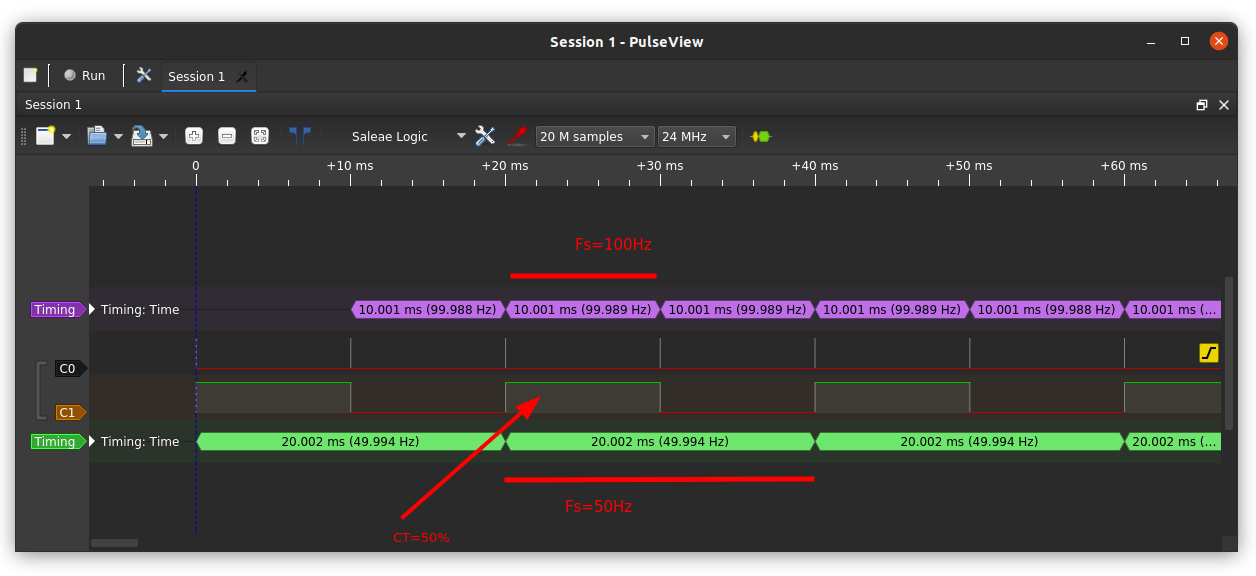 Session 1 - PulseView
Run
Session 1
Session 1
Saleae Logic
20 M samples
24 MHz
0 +10 ms +20 ms +30 ms +40 ms +50 ms +60 ms
Fs=100Hz
Timing Timing: Time 10.001 ms (99.988 Hz) 10.001 ms (99.989 Hz) 10.001 ms (99.989 Hz) 10.001 ms (99.989 Hz) 10.001 ms (99.988 Hz) 10.001 ms (...
C0
C1
Timing Timing: Time 20.002 ms (49.994 Hz) 20.002 ms (49.994 Hz) 20.002 ms (49.994 Hz) 20.002 ms (...
Fs=50Hz
CT=50%